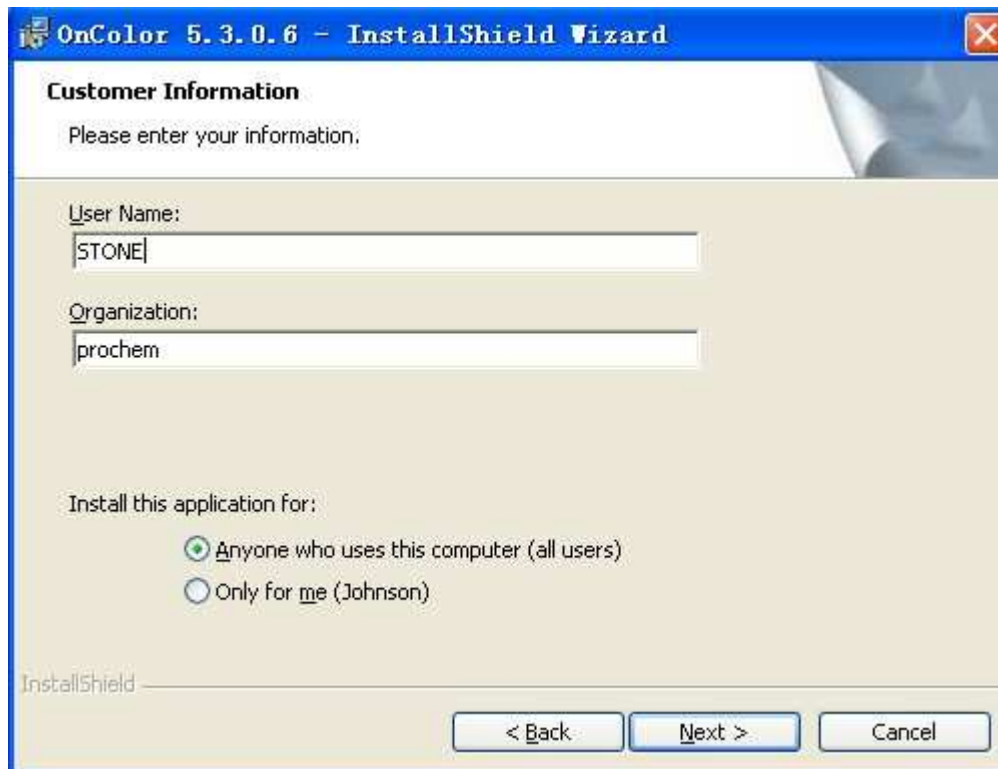 OnColor 5.3.0.6 - InstallShield Wizard
Customer Information
Please enter your information.
User Name:
STONE
Organization:
prochem
Install this application for:
Anyone who uses this computer (all users)
Only for me (Johnson)
InstallShield
< Back Next > Cancel